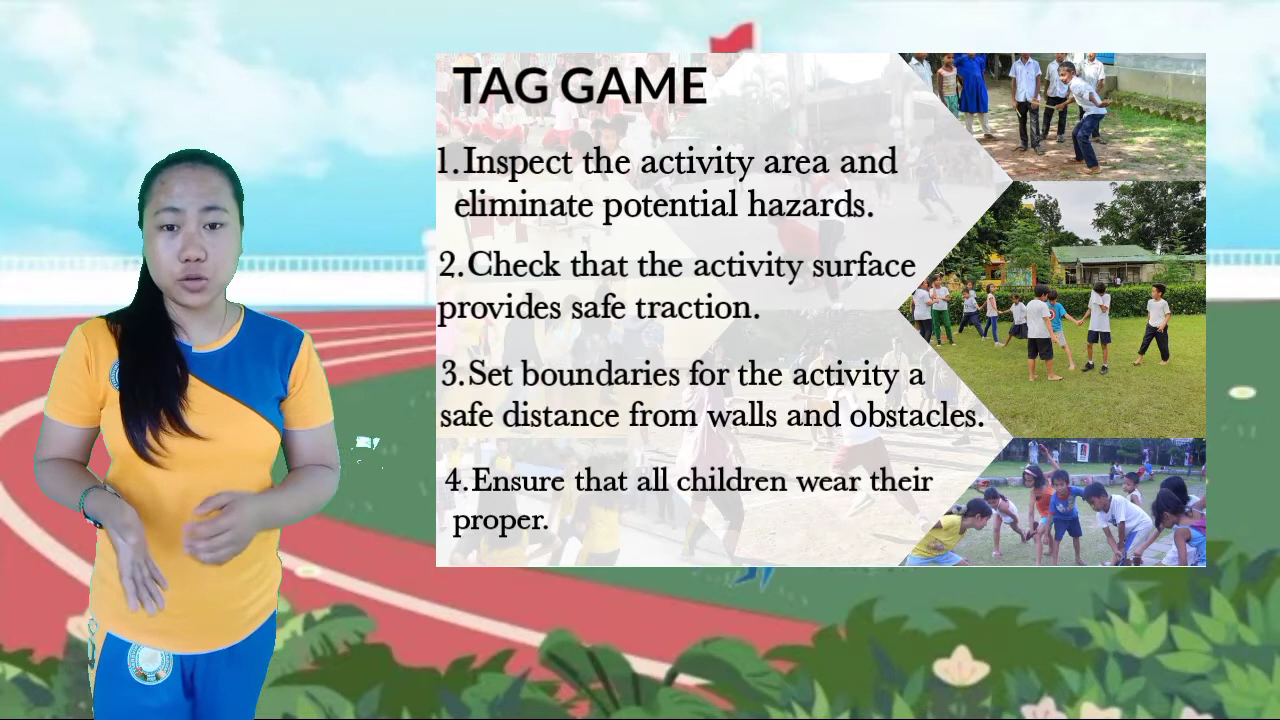 TAG GAME
1.Inspect the activity area and
eliminate potential hazards.
2.Check that the activity surface
provides safe traction.
3.Set boundaries for the activity a
safe distance from walls and obstacles.
4.Ensure that all children wear their
proper.